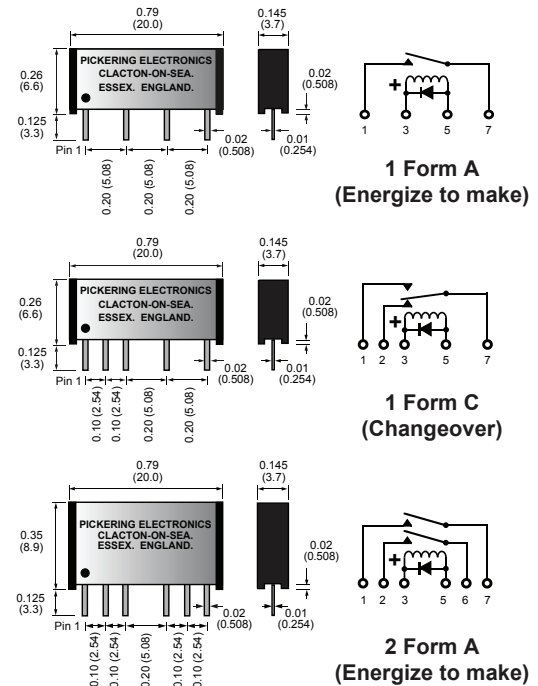 0.79
(20.0)
0.145
(3.7)
PICKERING ELECTRONICS
CLACTON-ON-SEA.
ESSEX. ENGLAND.
0.26
(6.6)
0.125
(3.3)
0.02
(0.508)
Pin 1
0.02
(0.508)
0.01
(0.254)
0.20 (5.08)
0.20 (5.08)
0.20 (5.08)
+
1 3 5 7
1 Form A
(Energize to make)
0.79
(20.0)
0.145
(3.7)
PICKERING ELECTRONICS
CLACTON-ON-SEA.
ESSEX. ENGLAND.
0.26
(6.6)
0.125
(3.3)
0.02
(0.508)
Pin 1
0.02
(0.508)
0.01
(0.254)
0.10 (2.54)
0.10 (2.54)
0.20 (5.08)
0.20 (5.08)
+
1 2 3 5 7
1 Form C
(Changeover)
0.79
(20.0)
0.145
(3.7)
PICKERING ELECTRONICS
CLACTON-ON-SEA.
ESSEX. ENGLAND.
0.35
(8.9)
0.125
(3.3)
0.02
(0.508)
Pin 1
0.02
(0.508)
0.01
(0.254)
0.10 (2.54)
0.10 (2.54)
0.20 (5.08)
0.10 (2.54)
0.10 (2.54)
+
1 2 3 5 6 7
2 Form A
(Energize to make)